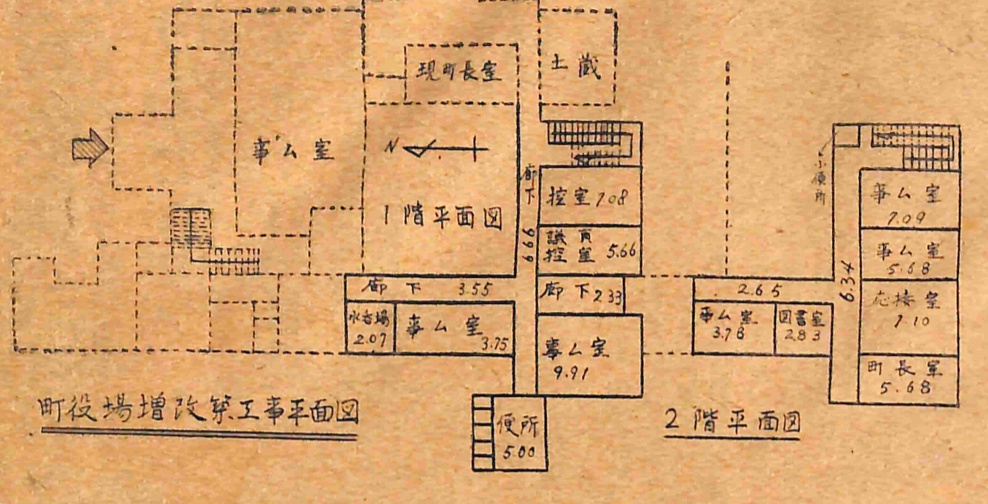 現町長室
土蔵
事ム室
N
1階平面図
廊下
6.66
控室 7.08
議員
控室 5.66
廊下 3.55
廊下 2.33
水呑場
2.07
事ム室
3.75
事ム室
9.91
便所
5.00
町役場増改築工事平面図
小便所
事ム室
7.09
事ム室
5.68
6.34
2.65
応接室
7.10
事ム室
3.78
図書室
2.83
町長室
5.68
2階平面図